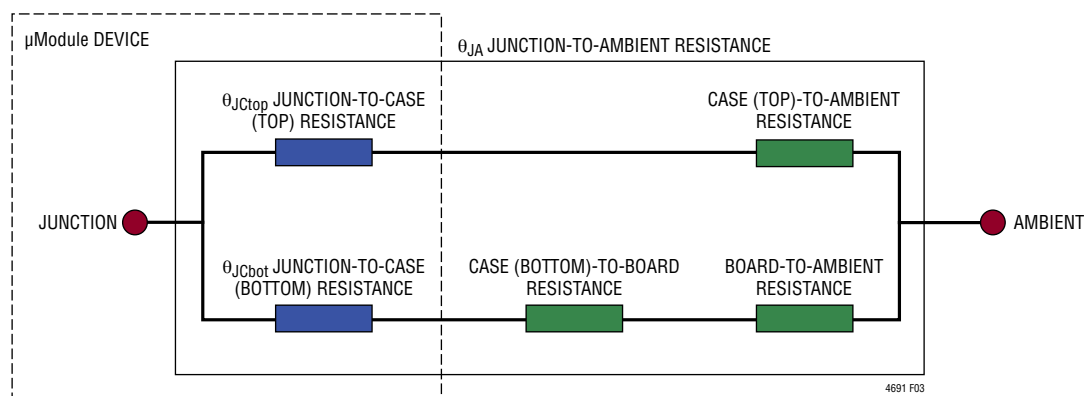 µModule DEVICE
θJA JUNCTION-TO-AMBIENT RESISTANCE
θJCtop JUNCTION-TO-CASE
(TOP) RESISTANCE
CASE (TOP)-TO-AMBIENT
RESISTANCE
JUNCTION
AMBIENT
θJCbot JUNCTION-TO-CASE
(BOTTOM) RESISTANCE
CASE (BOTTOM)-TO-BOARD
RESISTANCE
BOARD-TO-AMBIENT
RESISTANCE
4691 F03